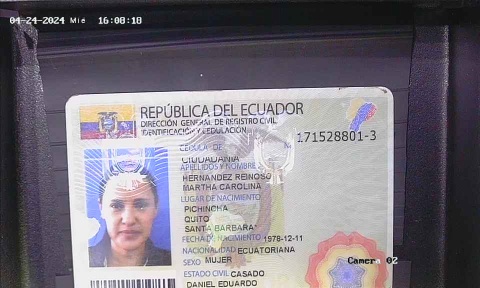 04-24-2024 Mié 16:08:18
REPÚBLICA DEL ECUADOR
DIRECCIÓN GENERAL DE REGISTRO CIVIL
IDENTIFICACIÓN Y CEDULACIÓN
171528801-3
CÉDULA DE
CIUDADANÍA
APELLIDOS Y NOMBRES
HERNANDEZ REINOSO
MARTHA CAROLINA
LUGAR DE NACIMIENTO
PICHINCHA
QUITO
SANTA BARBARA
FECHA DE NACIMIENTO 1978-12-11
NACIONALIDAD ECUATORIANA
SEXO MUJER
Camera 02
ESTADO CIVIL CASADO
DANIEL EDUARDO